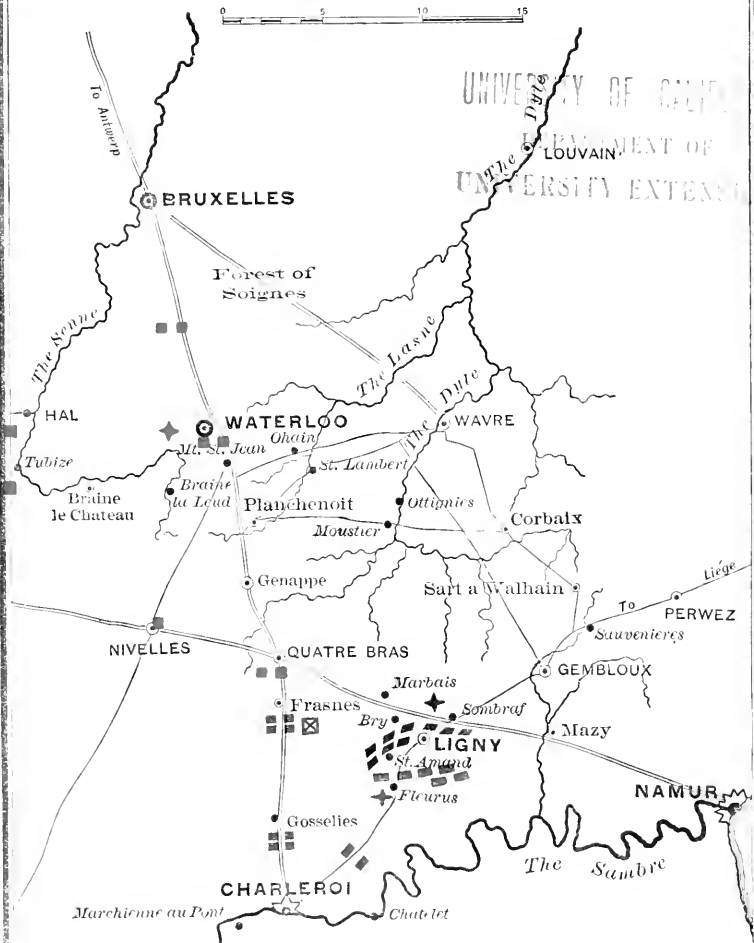 0 5 10 15
To Antwerp
UNIVERSITY OF
The Dyle
LOUVAIN
DEPARTMENT OF
UNIVERSITY EXTENSION
BRUXELLES
Forest of
Soignes
The Senne
The Lasne
The Dyle
HAL
WATERLOO
WAVRE
Mt. St. Jean
Ohain
Tubize
St. Lambert
Braine
le Chateau
Braine
la Leud
Planchenoit
Ottignies
Moustier
Corbaix
Genappe
Sart a Walhain
To Liége
PERWEZ
NIVELLES
Sauvenieres
QUATRE BRAS
GEMBLOUX
Marbais
Frasnes
Bry
Sombraf
LIGNY
Mazy
St. Amand
NAMUR
Fleurus
Gosselies
The Sambre
CHARLEROI
Marchienne au Pont
Chatelet